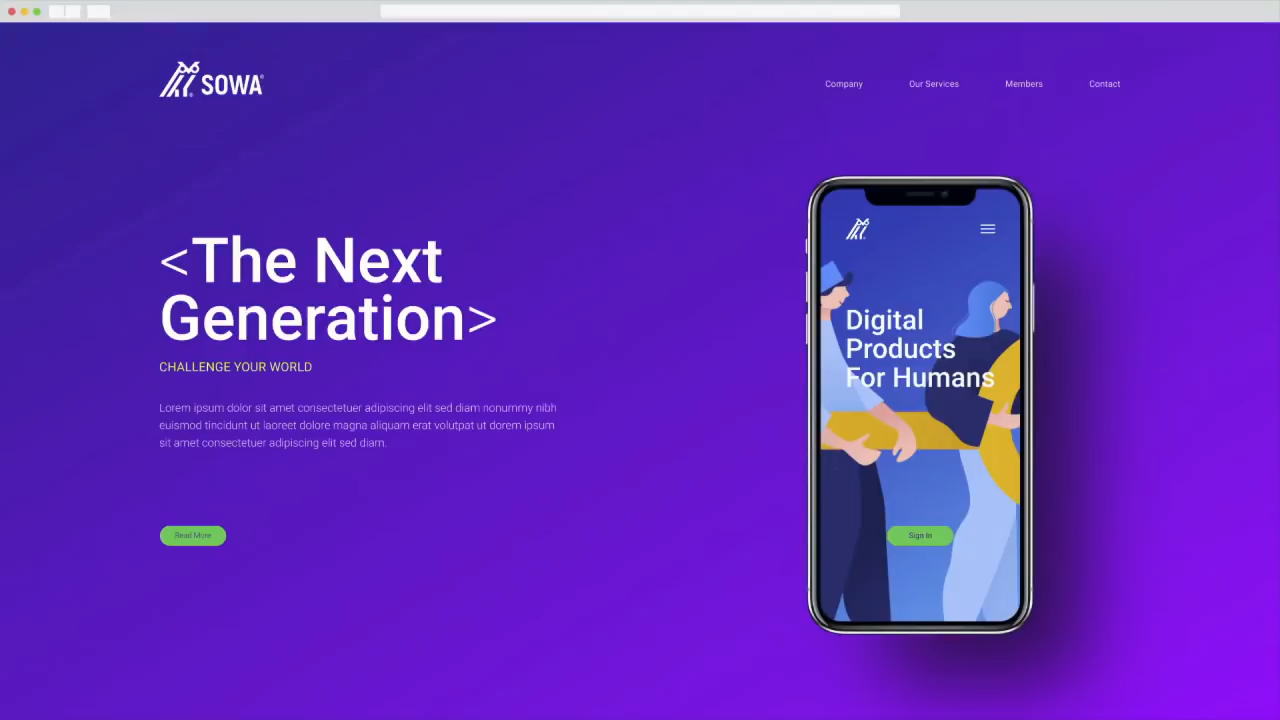 SOWA®
Company
Our Services
Members
Contact
<The Next
Generation>
CHALLENGE YOUR WORLD
Lorem ipsum dolor sit amet consectetuer adipiscing elit sed diam nonummy nibh
euismod tincidunt ut laoreet dolore magna aliquam erat volutpat ut dorem ipsum
sit amet consectetuer adipiscing elit sed diam.
Read More
Digital
Products
For Humans
Sign In